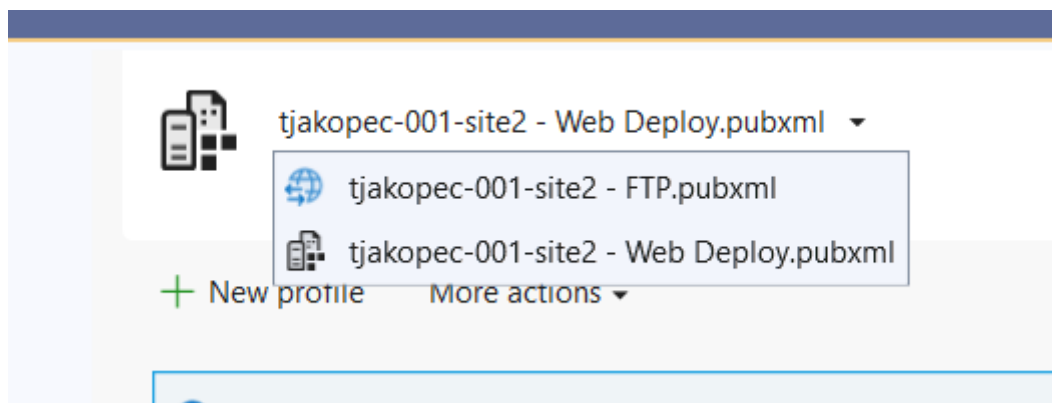 tjakopec-001-site2 - Web Deploy.pubxml
tjakopec-001-site2 - FTP.pubxml
tjakopec-001-site2 - Web Deploy.pubxml
New profile More actions